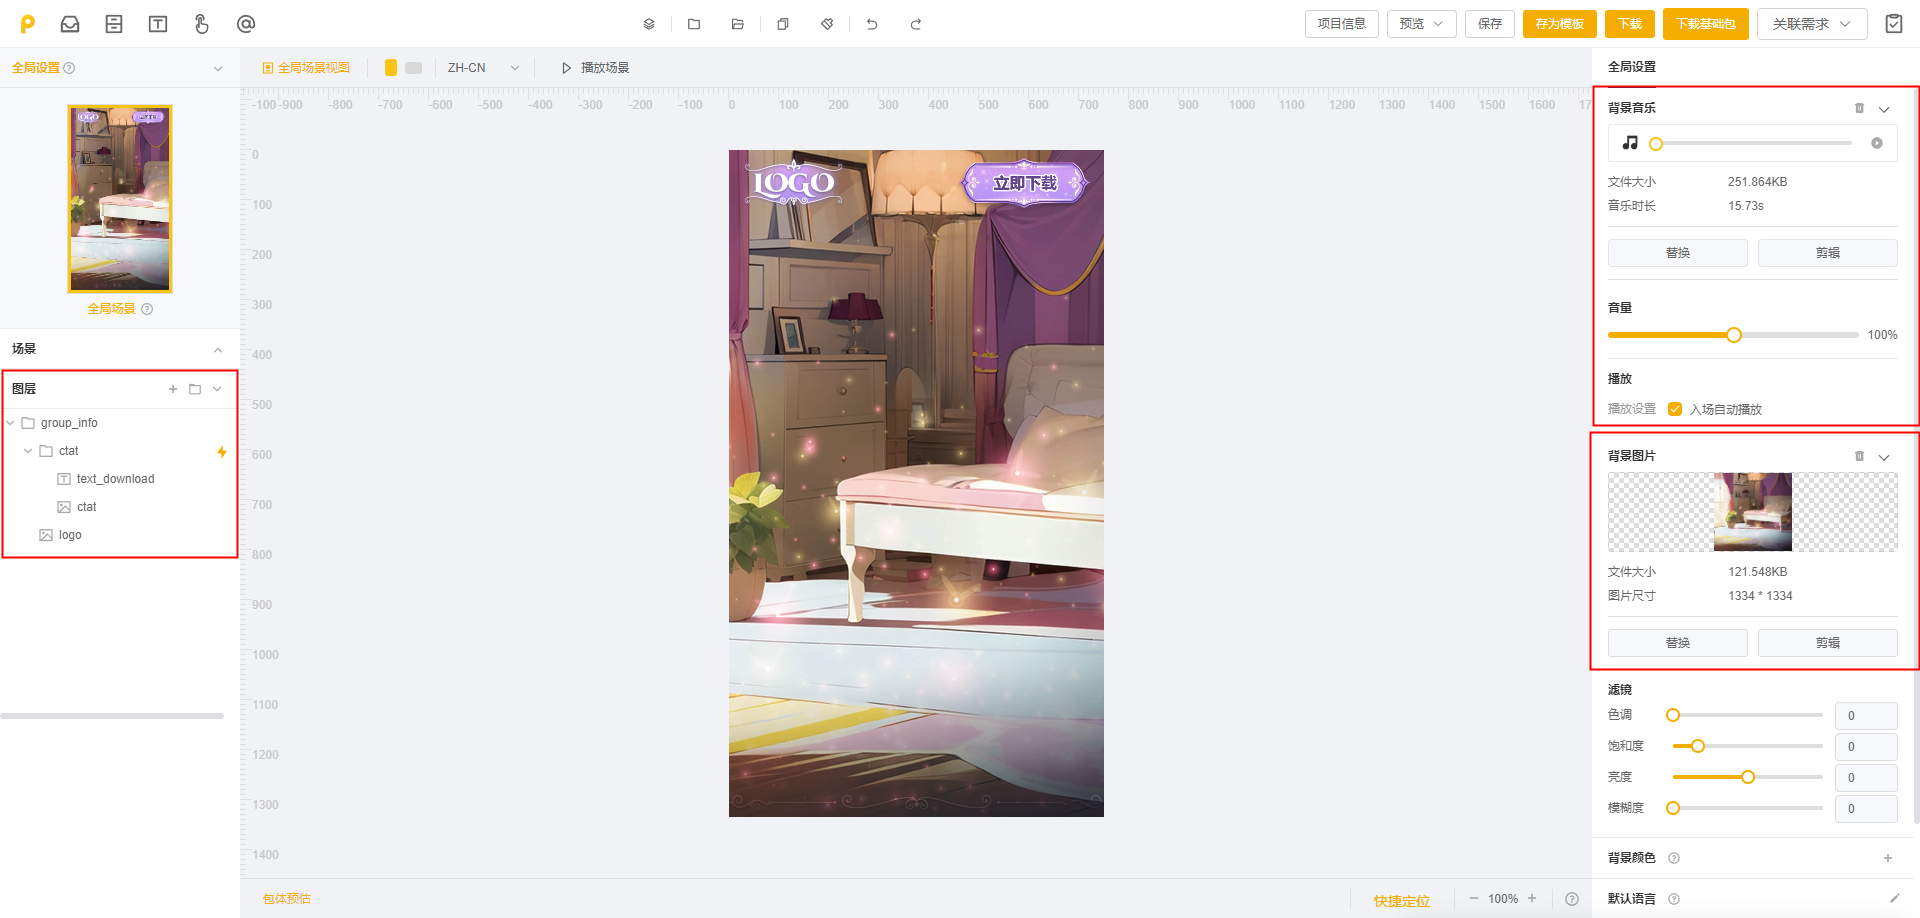 项目信息
预览
保存
存为模板
下载
下载基础包
关联需求
全局设置
全局场景视图
ZH-CN
播放场景
全局设置
-100 -900 -800 -700 -600 -500 -400 -300 -200 -100 0 100 200 300 400 500 600 700 800 900 1000 1100 1200 1300 1400 1500 1600 17
0
100
200
300
400
500
600
700
800
900
1000
1100
1200
1300
1400
全局场景
场景
图层
group_info
ctat
text_download
ctat
logo
LOGO
立即下载
背景音乐
文件大小 251.864KB
音乐时长 15.73s
替换
剪辑
音量
100%
播放
播放设置 入场自动播放
背景图片
文件大小 121.548KB
图片尺寸 1334 * 1334
替换
剪辑
滤镜
色调 0
饱和度 0
亮度 0
模糊度 0
背景颜色
默认语言
包体预估
快捷定位
100%